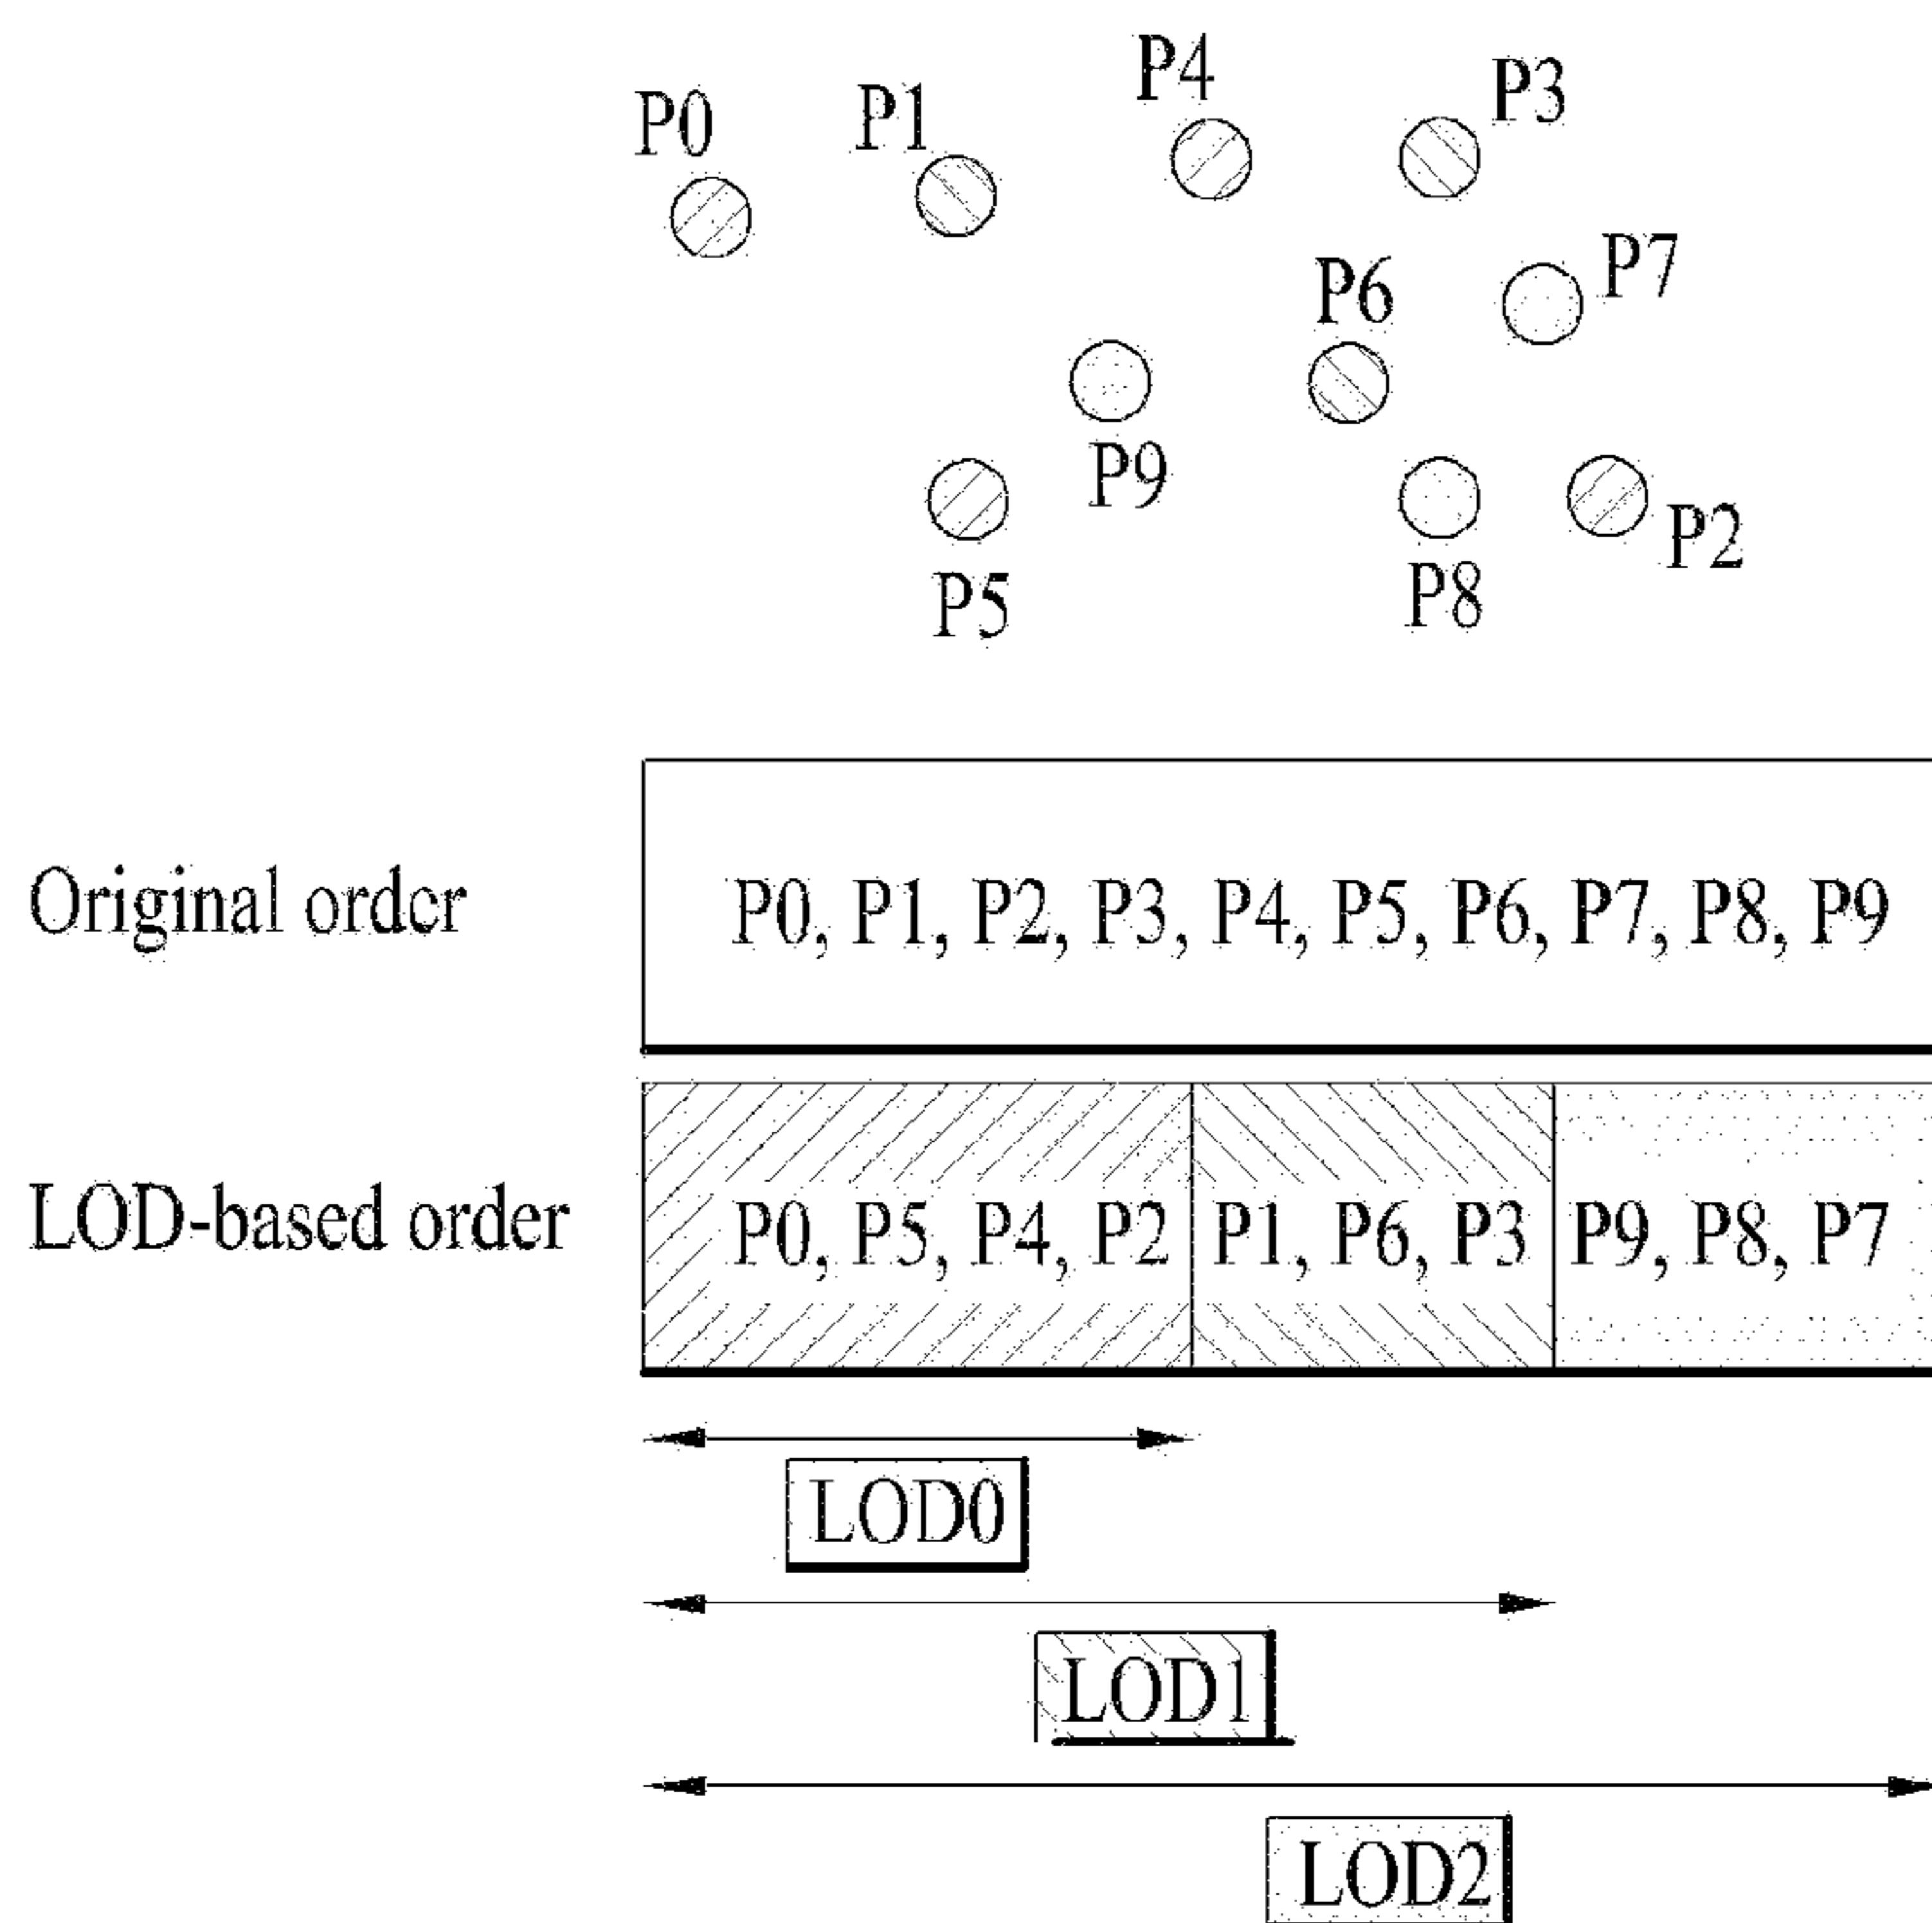 P4
P3
P0
P1
P7
P6
P9
P2
P8
P5
Original order
P0, P1, P2, P3, P4, P5, P6, P7, P8, P9
LOD-based order
P0, P5, P4, P2
P1, P6, P3
P9, P8, P7
LOD0
LOD1
LOD2